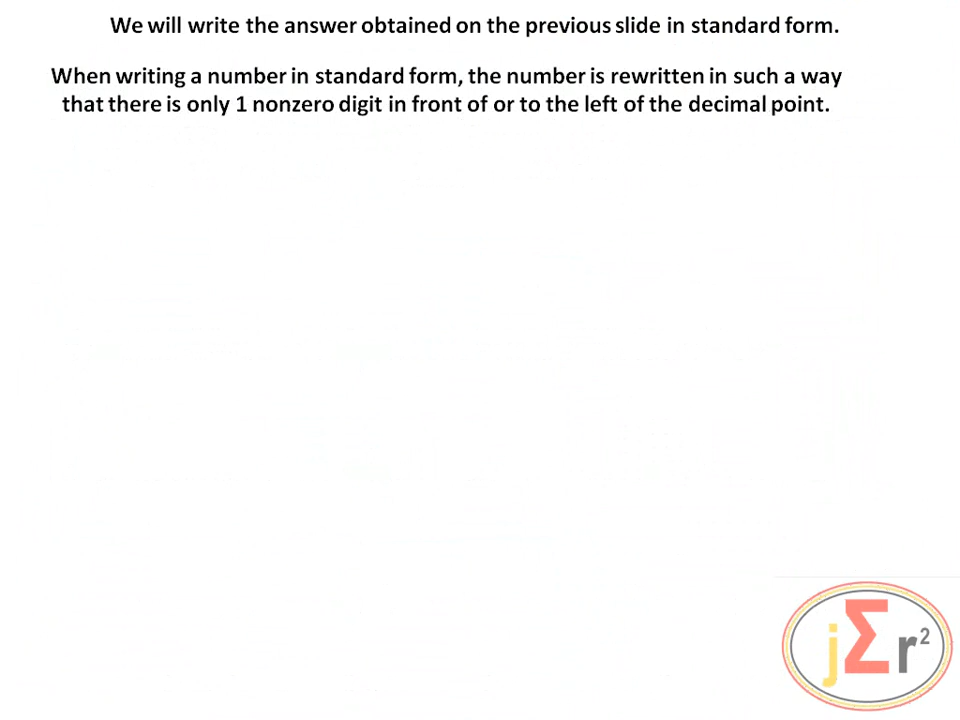 We will write the answer obtained on the previous slide in standard form.
When writing a number in standard form, the number is rewritten in such a way
that there is only 1 nonzero digit in front of or to the left of the decimal point.
jΣr²